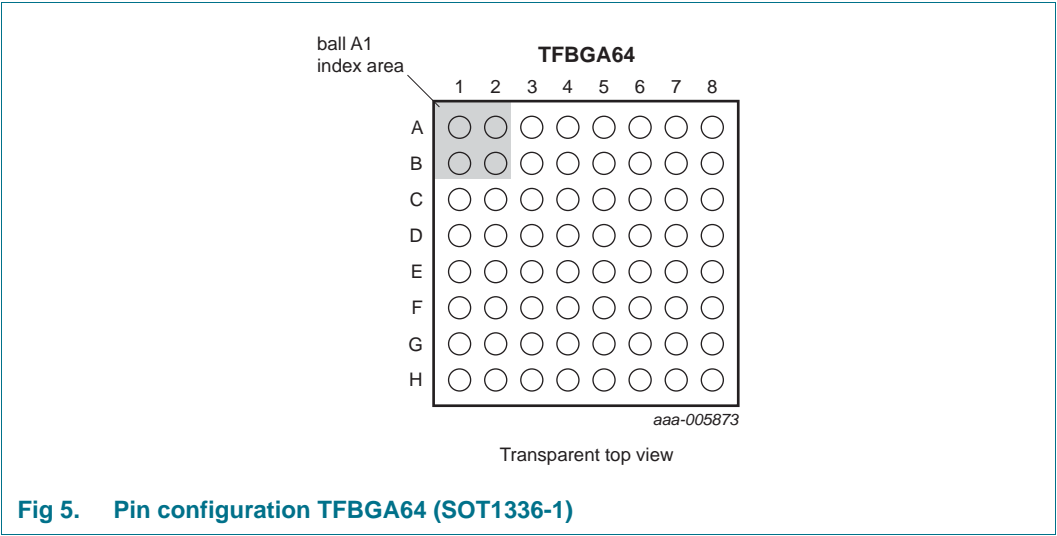 ball A1
index area
TFBGA64
1 2 3 4 5 6 7 8
A
B
C
D
E
F
G
H
aaa-005873
Transparent top view
Fig 5. Pin configuration TFBGA64 (SOT1336-1)